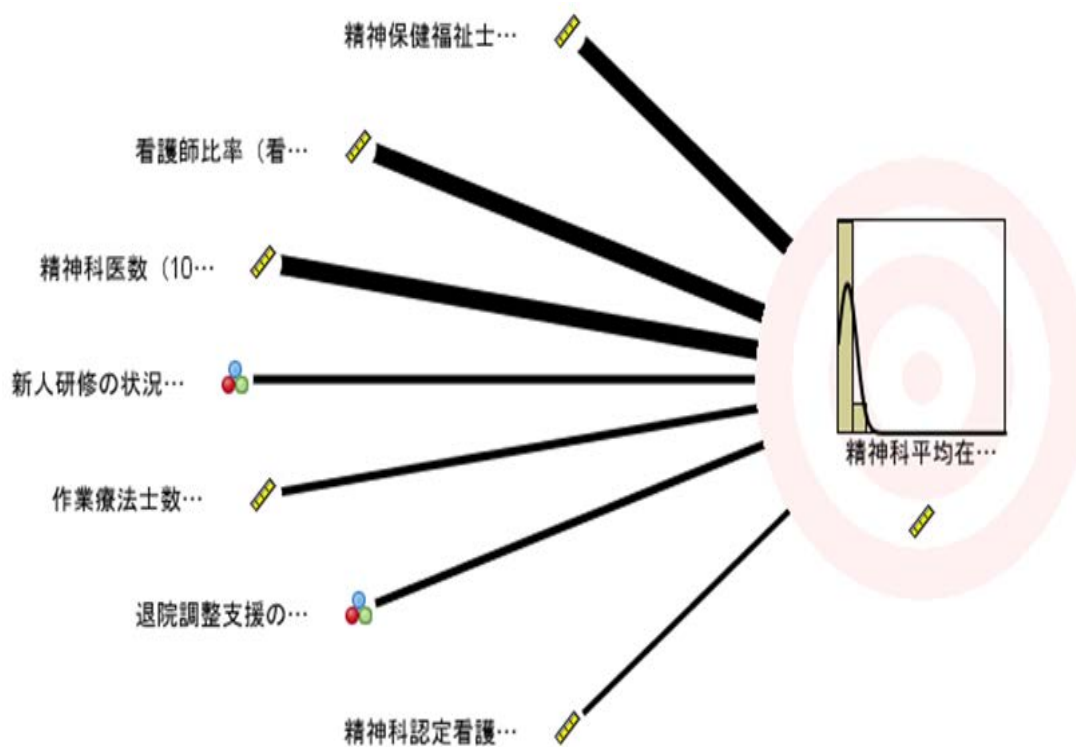 精神保健福祉士…
看護師比率（看…
精神科医数（10…
新人研修の状況…
作業療法士数…
退院調整支援の…
精神科認定看護…
精神科平均在…